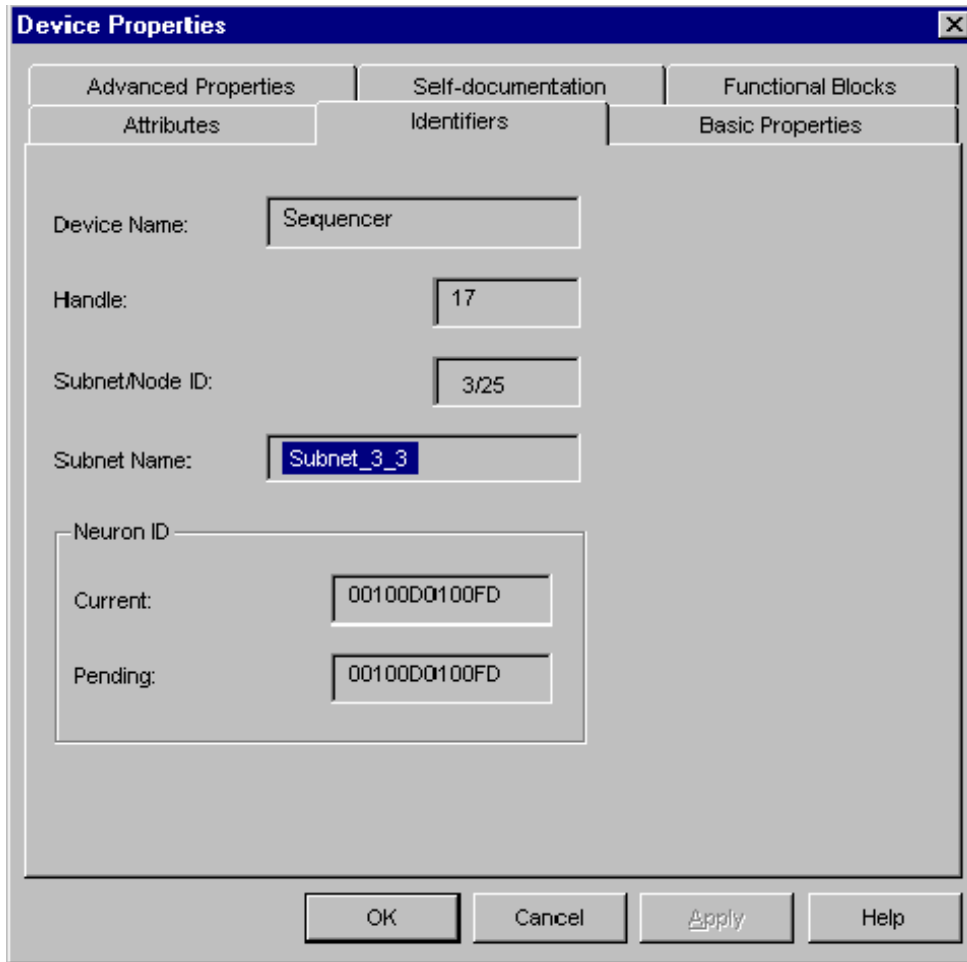 Device Properties
Advanced Properties Self-documentation Functional Blocks
Attributes Identifiers Basic Properties
Device Name: Sequencer
Handle: 17
Subnet/Node ID: 3/25
Subnet Name: Subnet_3_3
Neuron ID
Current: 00100D0100FD
Pending: 00100D0100FD
OK Cancel Apply Help